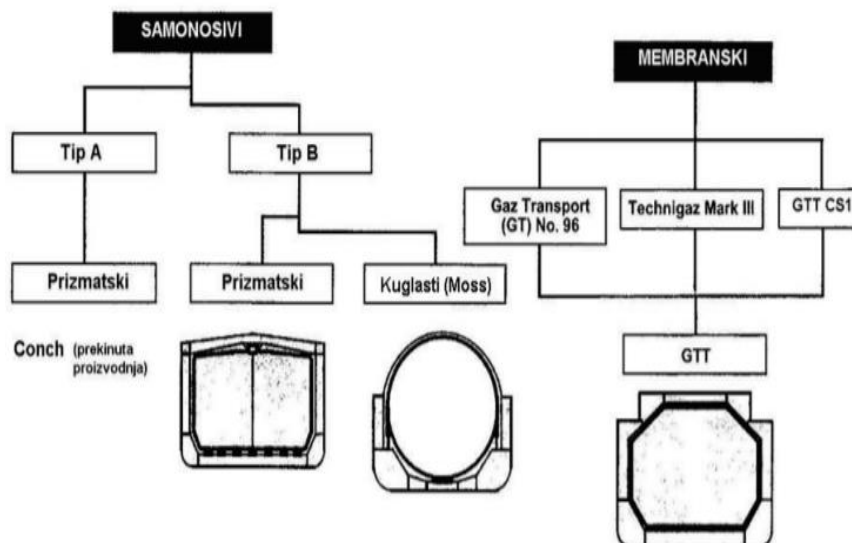 SAMONOSIVI
MEMBRANSKI
Tip A
Tip B
Gaz Transport
(GT) No. 96
Technigaz Mark III
GTT CS1
Prizmatski
Prizmatski
Kuglasti (Moss)
Conch (prekinuta
proizvodnja)
GTT